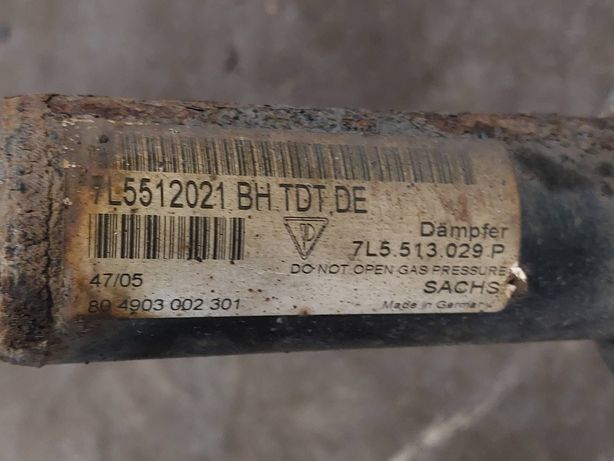 7L5512021 BH TDT DE
Dämpfer
7L5.513.029 P
DO NOT OPEN GAS PRESSURE
47/05
SACHS
80 4903 002 301
Made in Germany